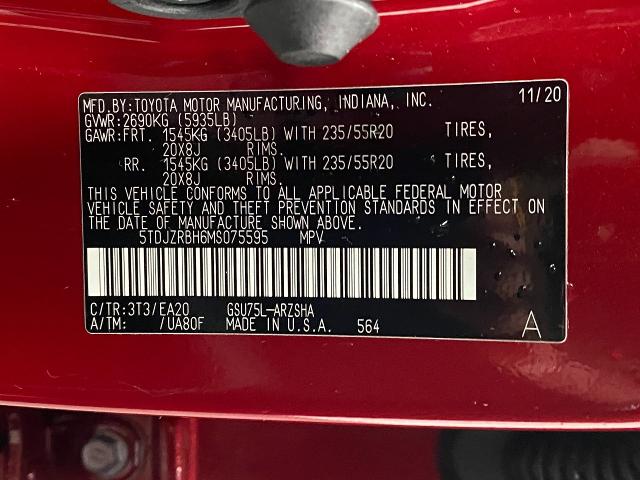 MFD.BY:TOYOTA MOTOR MANUFACTURING, INDIANA, INC. 11/20
GVWR:2690KG (5935LB)
GAWR:FRT. 1545KG (3405LB) WITH 235/55R20 TIRES,
20X8J RIMS.
RR. 1545KG (3405LB) WITH 235/55R20 TIRES,
20X8J RIMS.
THIS VEHICLE CONFORMS TO ALL APPLICABLE FEDERAL MOTOR
VEHICLE SAFETY AND THEFT PREVENTION STANDARDS IN EFFECT ON
THE DATE OF MANUFACTURE SHOWN ABOVE.
5TDJZRBH6MS075595 MPV
C/TR:3T3/EA20 GSU75L-ARZSHA
A/TM: /UA80F MADE IN U.S.A. 564 A